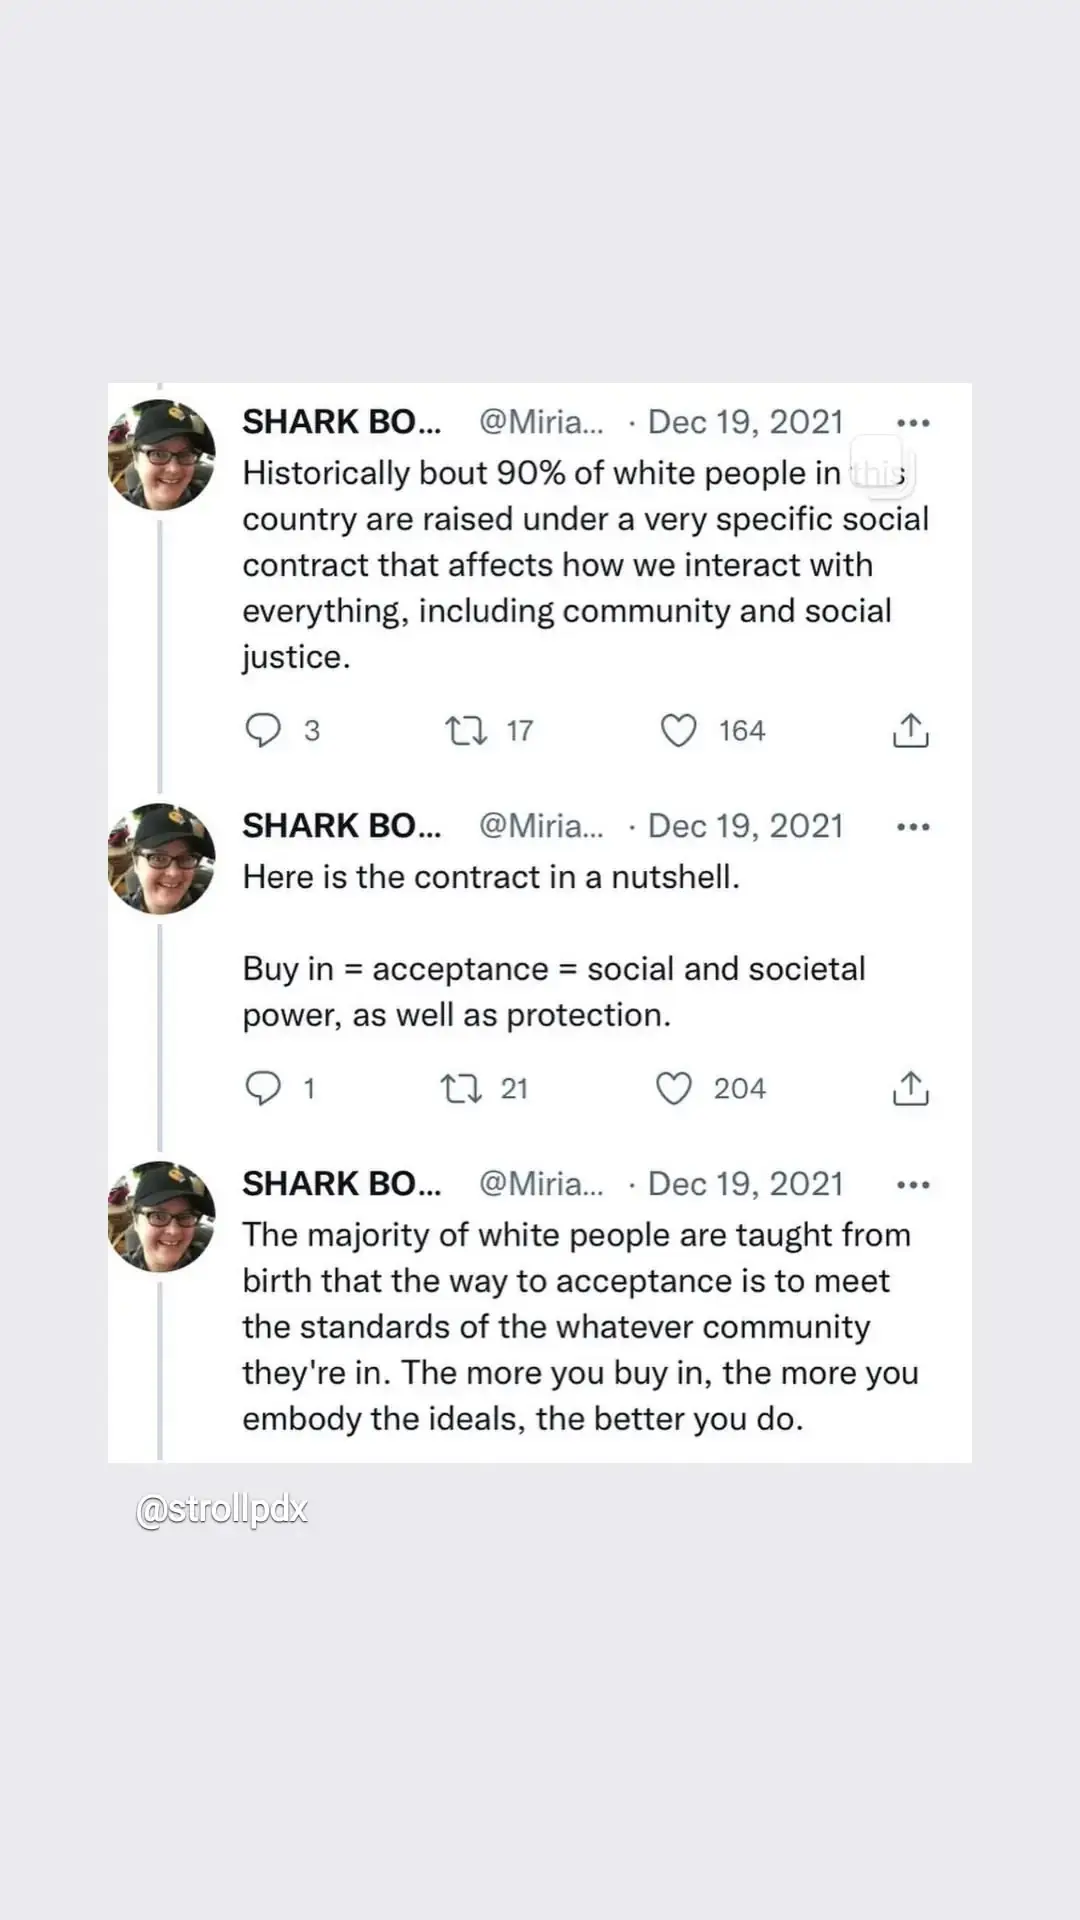 SHARK BO... @Miria... · Dec 19, 2021
Historically bout 90% of white people in this
country are raised under a very specific social
contract that affects how we interact with
everything, including community and social
justice.
3 17 164
SHARK BO... @Miria... · Dec 19, 2021
Here is the contract in a nutshell.
Buy in = acceptance = social and societal
power, as well as protection.
1 21 204
SHARK BO... @Miria... · Dec 19, 2021
The majority of white people are taught from
birth that the way to acceptance is to meet
the standards of the whatever community
they're in. The more you buy in, the more you
embody the ideals, the better you do.
@strollpdx